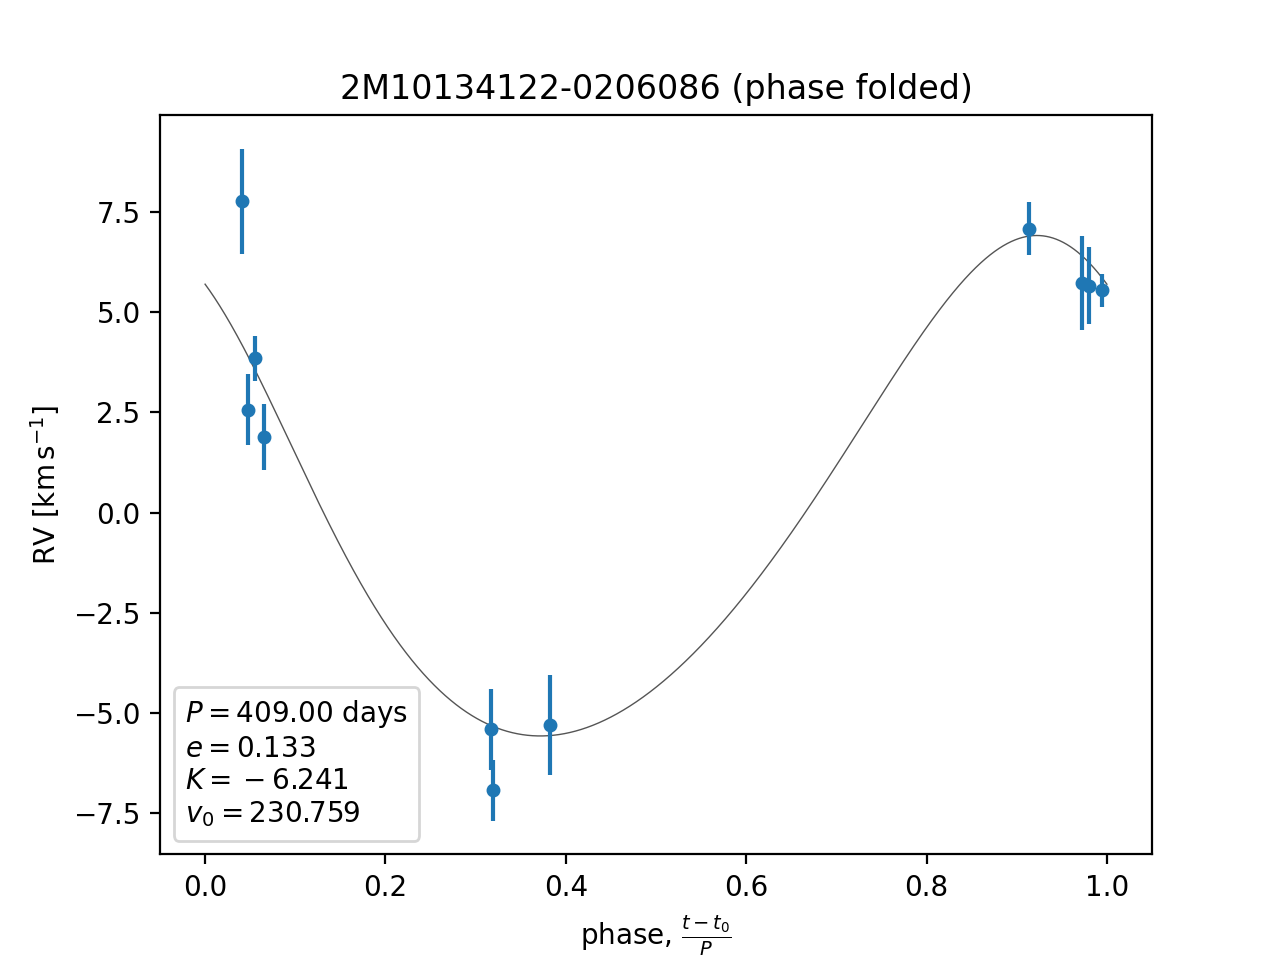 2M10134122-0206086 (phase folded)
RV [km s⁻¹]
7.5
5.0
2.5
0.0
−2.5
−5.0
−7.5
P = 409.00 days
e = 0.133
K = −6.241
v₀ = 230.759
0.0 0.2 0.4 0.6 0.8 1.0
phase, (t − t₀)/P